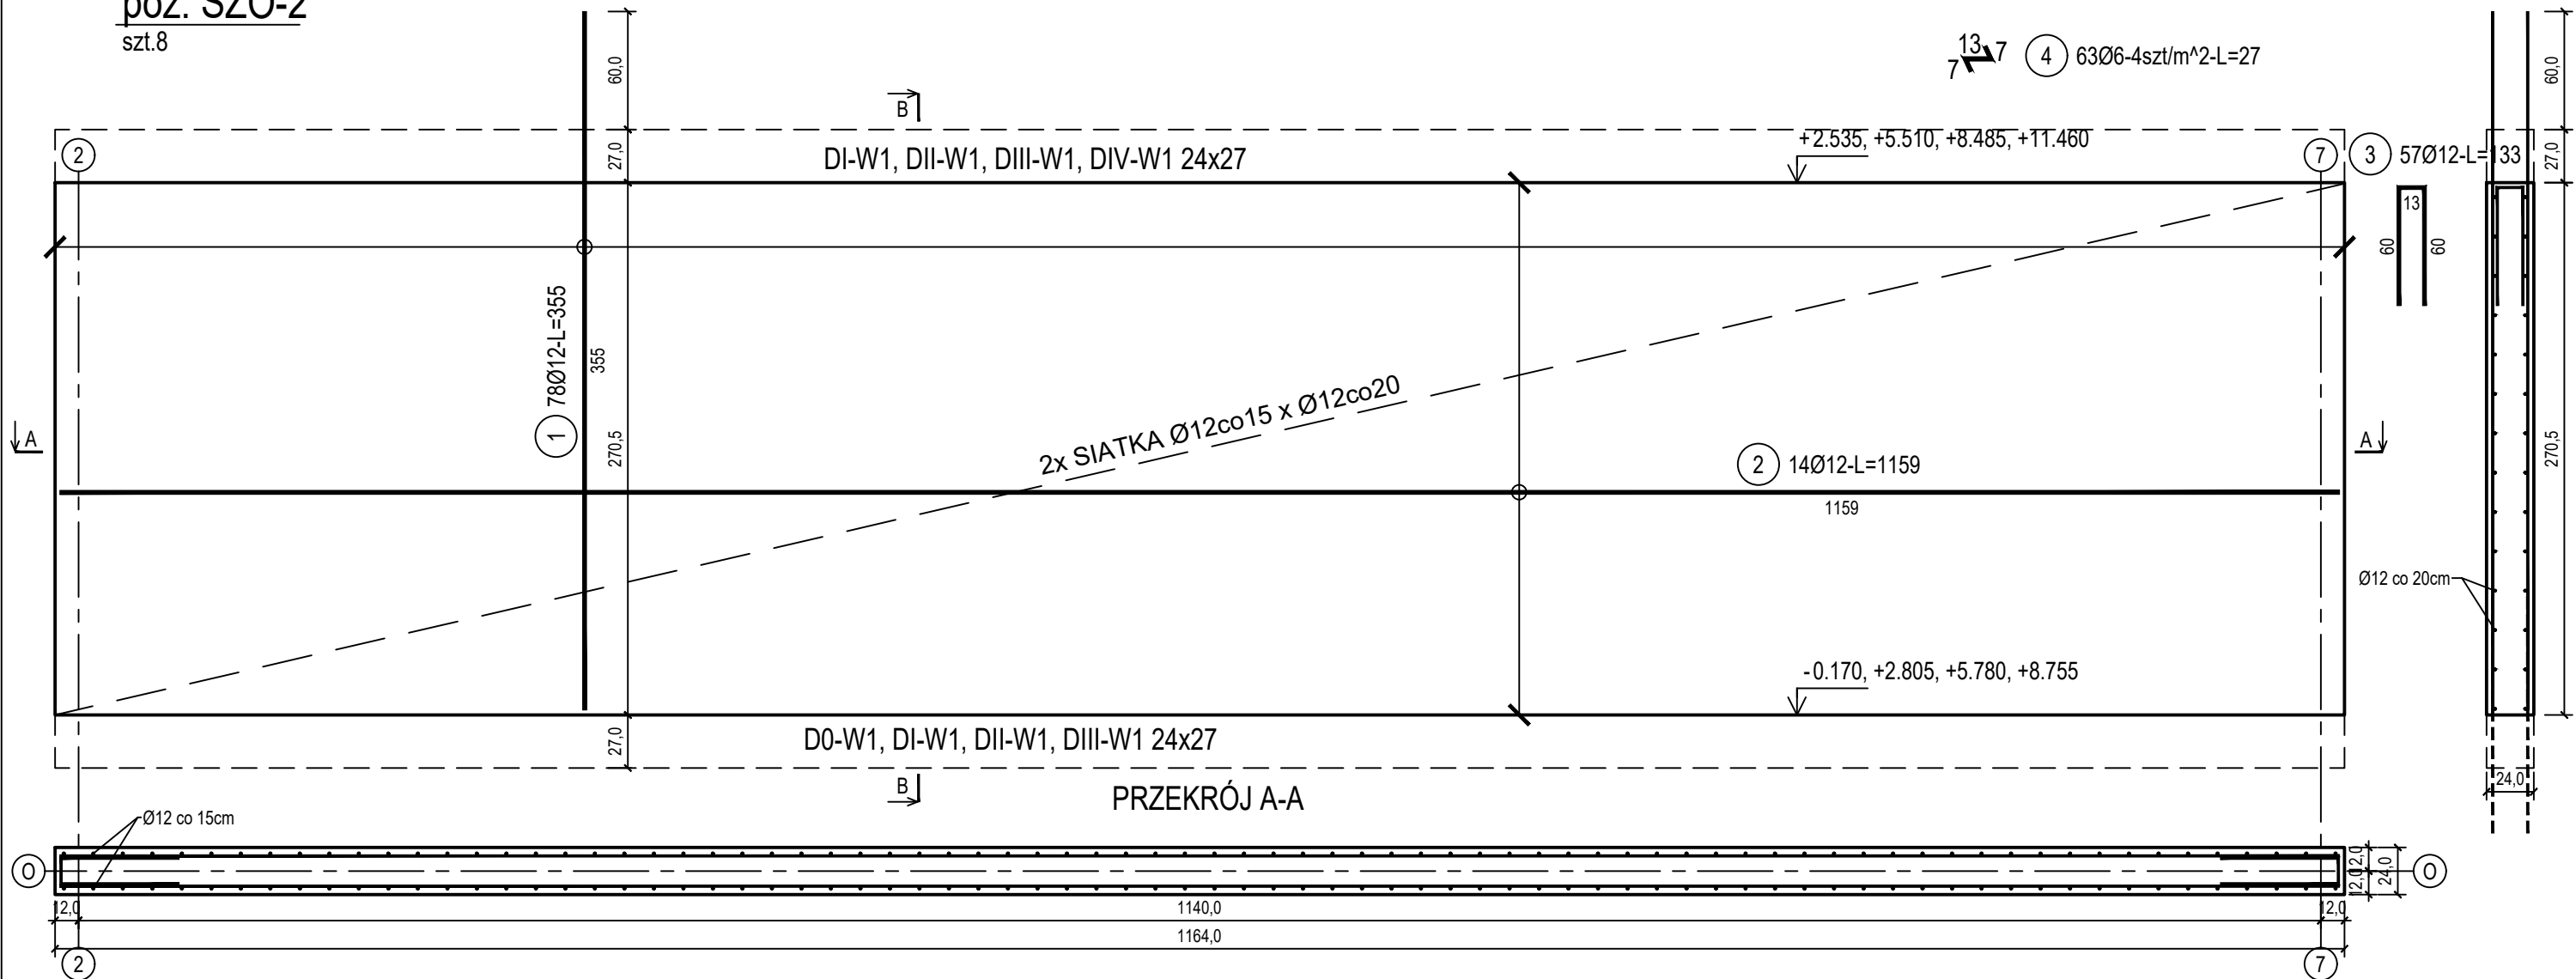 poz. SZO-2
szt.8
60,0
13
7
7
4 63Ø6-4szt/m^2-L=27
60,0
B
2
27,0
DI-W1, DII-W1, DIII-W1, DIV-W1 24x27
+2.535, +5.510, +8.485, +11.460
7
3 57Ø12-L=133
27,0
13
60
60
1 78Ø12-L=355
355
270,5
2x SIATKA Ø12co15 x Ø12co20
A
A
2 14Ø12-L=1159
1159
270,5
Ø12 co 20cm
-0.170, +2.805, +5.780, +8.755
27,0
D0-W1, DI-W1, DII-W1, DIII-W1 24x27
B
24,0
PRZEKRÓJ A-A
Ø12 co 15cm
O
12,0
12,0
24,0
O
12,0
1140,0
12,0
1164,0
2
7